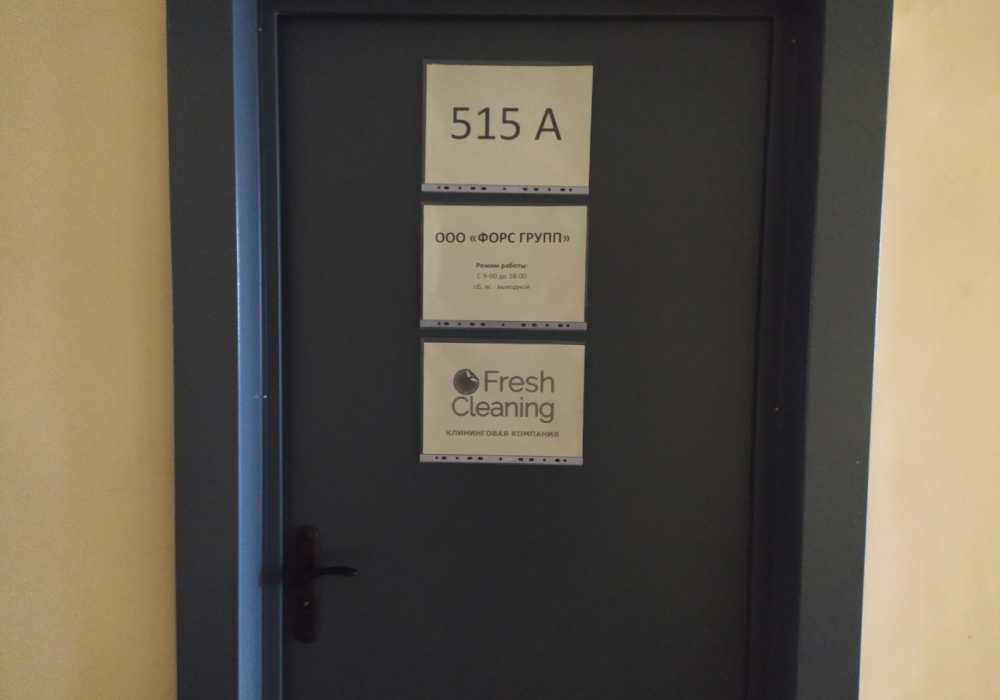 515 А
ООО «ФОРС ГРУПП»
Режим работы:
С 9-00 до 18:00
сб, вс - выходной
Fresh
Cleaning
КЛИНИНГОВАЯ КОМПАНИЯ